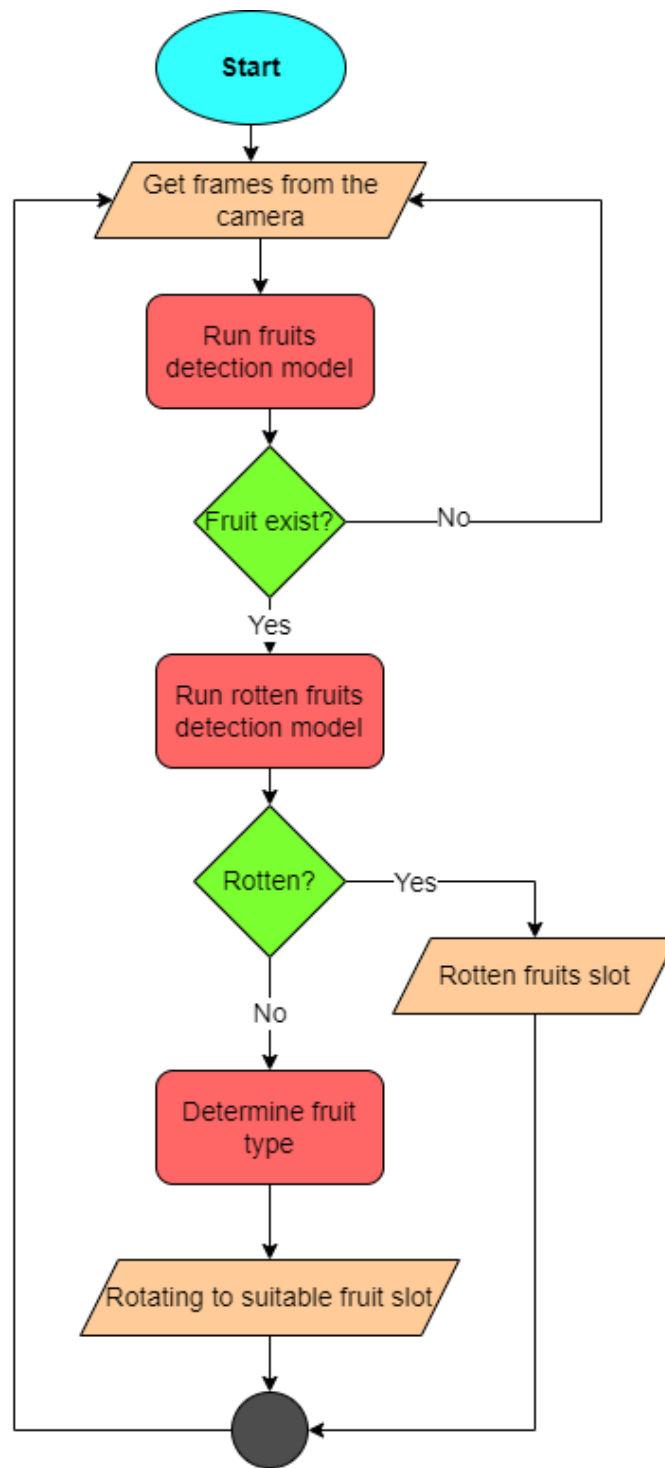 Start
Get frames from the
camera
Run fruits
detection model
Fruit exist?
No
Yes
Run rotten fruits
detection model
Rotten?
Yes
Rotten fruits slot
No
Determine fruit
type
Rotating to suitable fruit slot